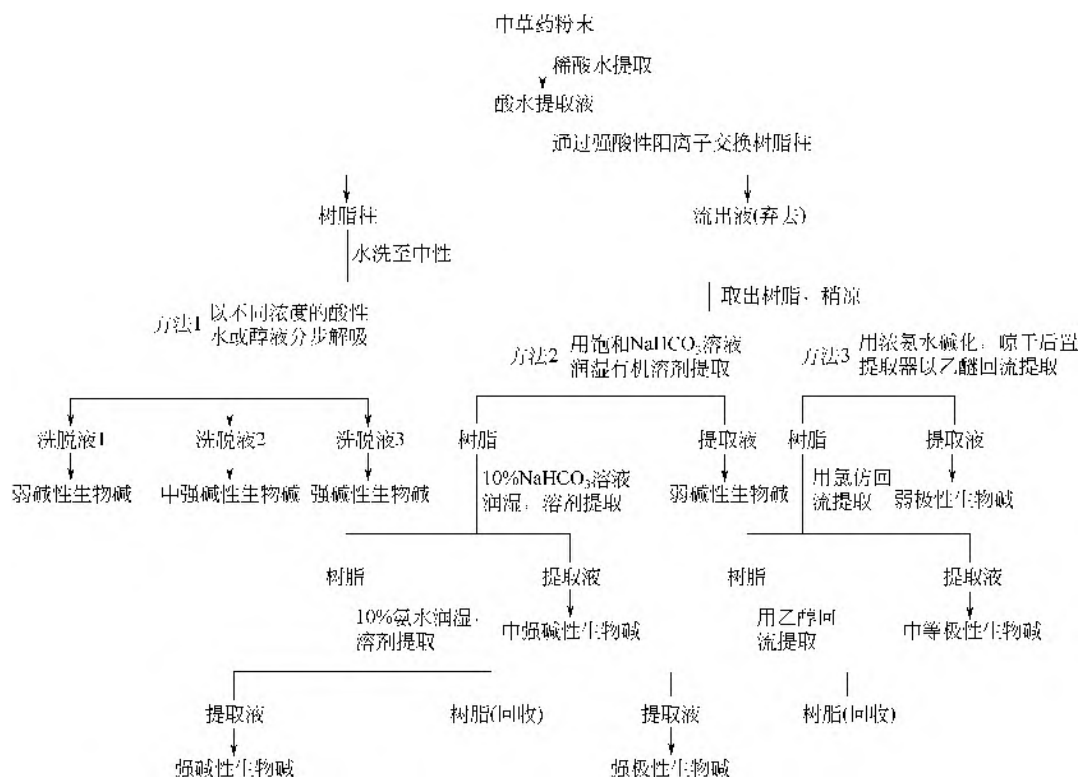 中草药粉末
稀酸水提取
酸水提取液
通过强酸性阳离子交换树脂柱
树脂柱
流出液(弃去)
水洗至中性
取出树脂，稍凉
方法1 以不同浓度的酸性
水或醇液分步解吸
方法2 用饱和NaHCO₃溶液
润湿有机溶剂提取
方法3 用浓氨水碱化，晾干后置
提取器以乙醚回流提取
洗脱液1
洗脱液2
洗脱液3
树脂
提取液
树脂
提取液
弱碱性生物碱
中强碱性生物碱
强碱性生物碱
10%NaHCO₃溶液
润湿，溶剂提取
弱碱性生物碱
用氯仿回
流提取
弱极性生物碱
树脂
提取液
树脂
提取液
10%氨水润湿，
溶剂提取
中强碱性生物碱
用乙醇回
流提取
中等极性生物碱
提取液
树脂(回收)
提取液
树脂(回收)
强碱性生物碱
强极性生物碱